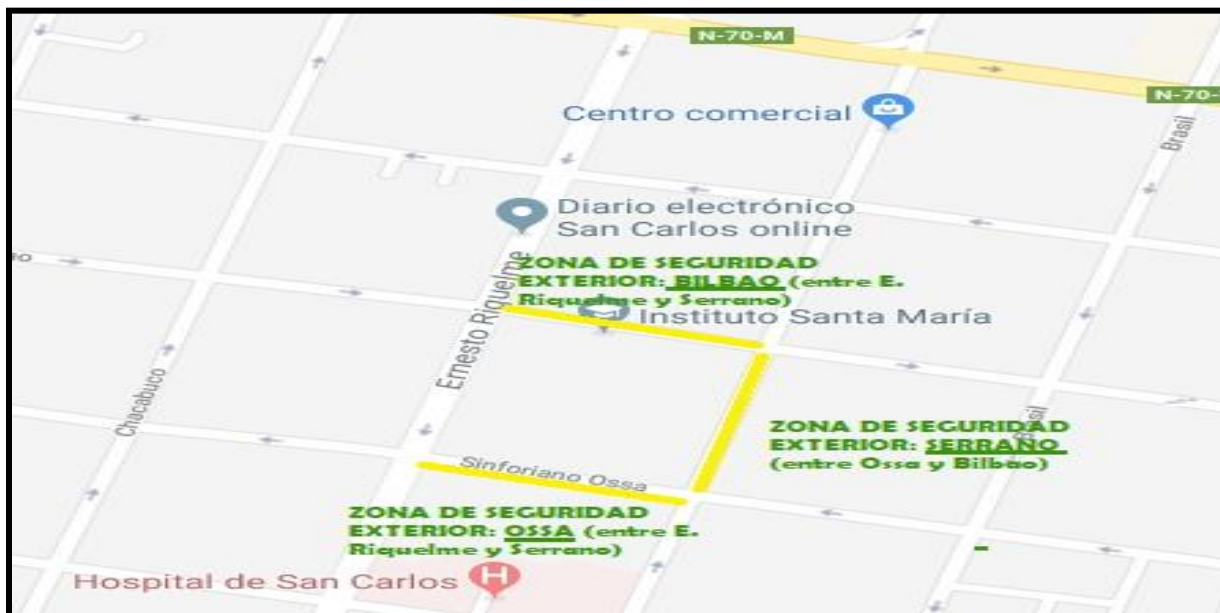 N-70-M
N-70-
Centro comercial
Brasil
Diario electrónico
San Carlos online
ZONA DE SEGURIDAD
EXTERIOR: BILBAO (entre E.
Riquelme y Serrano)
Instituto Santa María
Ernesto Riquelme
Chacabuco
ZONA DE SEGURIDAD
EXTERIOR: SERRANO
(entre Ossa y Bilbao)
Brasil
Sinforiano Ossa
ZONA DE SEGURIDAD
EXTERIOR: OSSA (entre E.
Riquelme y Serrano)
Hospital de San Carlos
H